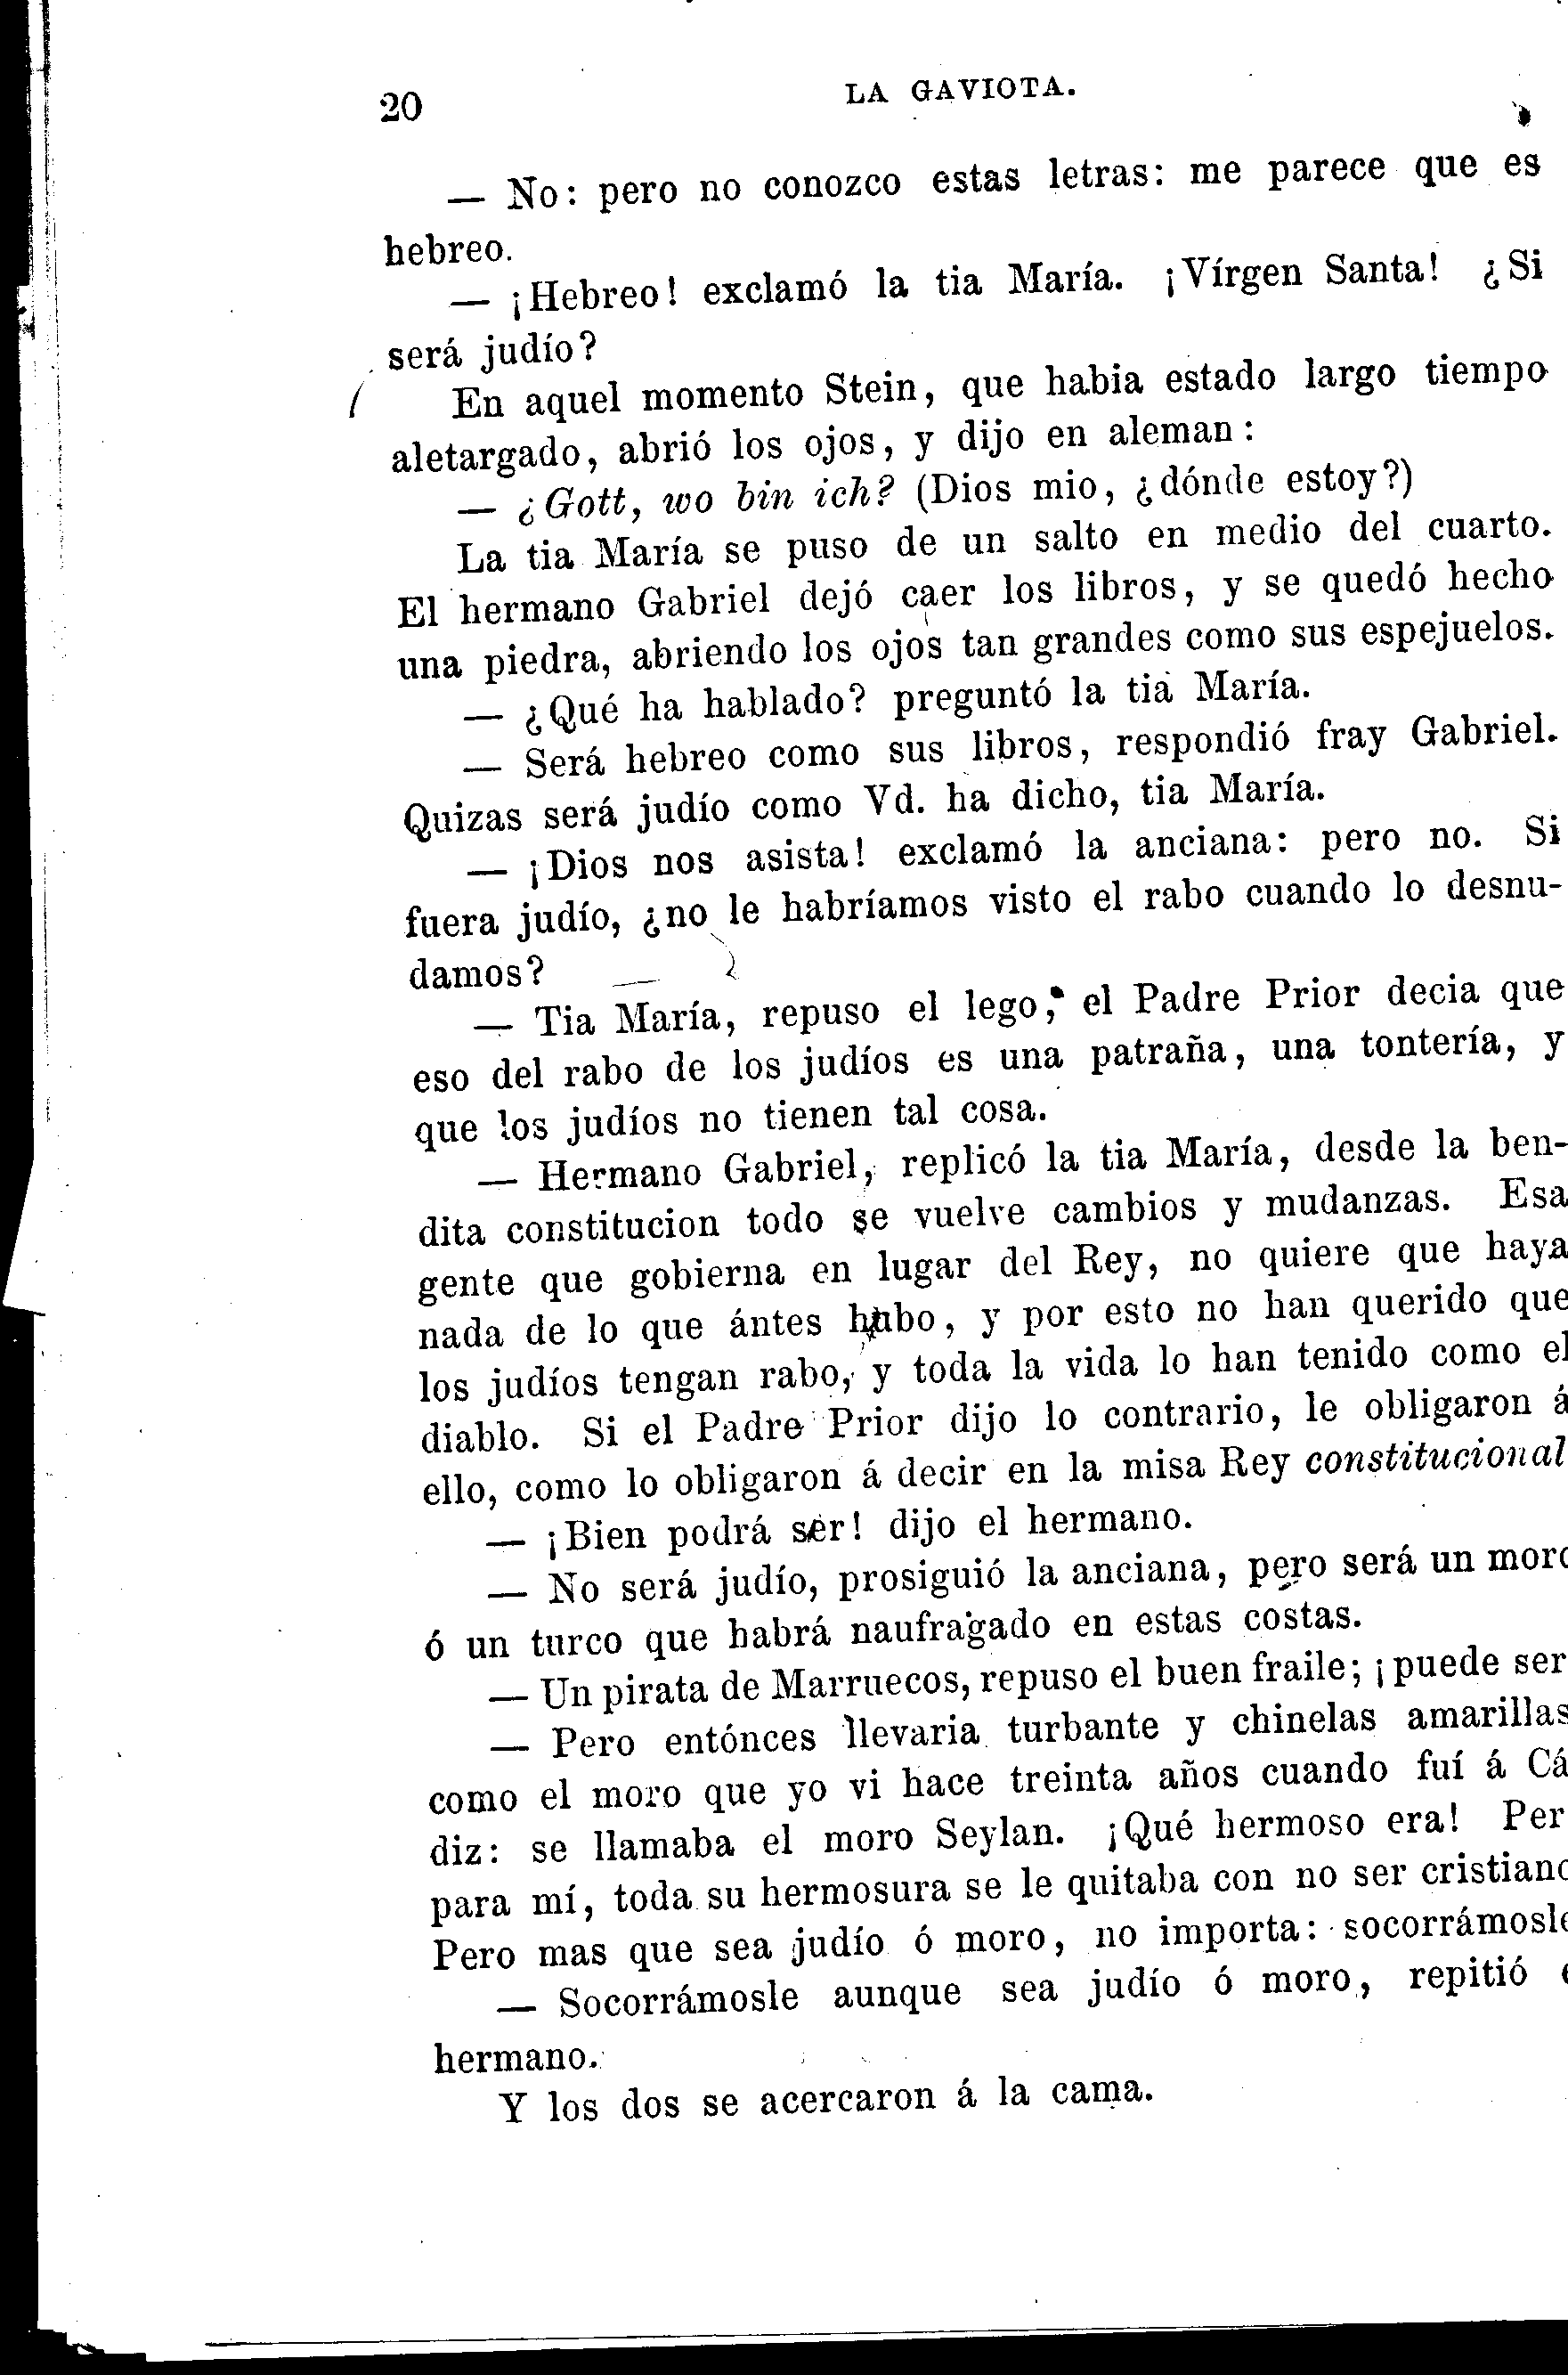 20
LA GAVIOTA.
— No: pero no conozco estas letras: me parece que es
hebreo.
— ¡Hebreo! exclamó la tia María. ¡Vírgen Santa! ¿Si
será judío?
En aquel momento Stein, que habia estado largo tiempo
aletargado, abrió los ojos, y dijo en aleman:
— ¿Gott, wo bin ich? (Dios mio, ¿dónde estoy?)
La tia María se puso de un salto en medio del cuarto.
El hermano Gabriel dejó caer los libros, y se quedó hecho
una piedra, abriendo los ojos tan grandes como sus espejuelos.
— ¿Qué ha hablado? preguntó la tia María.
— Será hebreo como sus libros, respondió fray Gabriel.
Quizas será judío como Vd. ha dicho, tia María.
— ¡Dios nos asista! exclamó la anciana: pero no. Si
fuera judío, ¿no le habríamos visto el rabo cuando lo desnu-
damos?
— Tia María, repuso el lego, el Padre Prior decia que
eso del rabo de los judíos es una patraña, una tontería, y
que los judíos no tienen tal cosa.
— Hermano Gabriel, replicó la tia María, desde la ben-
dita constitucion todo se vuelve cambios y mudanzas. Esa
gente que gobierna en lugar del Rey, no quiere que haya
nada de lo que ántes hubo, y por esto no han querido que
los judíos tengan rabo, y toda la vida lo han tenido como el
diablo. Si el Padre Prior dijo lo contrario, le obligaron á
ello, como lo obligaron á decir en la misa Rey constitucional
— ¡Bien podrá ser! dijo el hermano.
— No será judío, prosiguió la anciana, pero será un moro
ó un turco que habrá naufragado en estas costas.
— Un pirata de Marruecos, repuso el buen fraile; ¡puede ser
— Pero entónces llevaria turbante y chinelas amarillas
como el moro que yo vi hace treinta años cuando fuí á Cá
diz: se llamaba el moro Seylan. ¡Qué hermoso era! Per
para mí, toda su hermosura se le quitaba con no ser cristiano
Pero mas que sea judío ó moro, no importa: socorrámosle
— Socorrámosle aunque sea judío ó moro, repitió e
hermano.
Y los dos se acercaron á la cama.